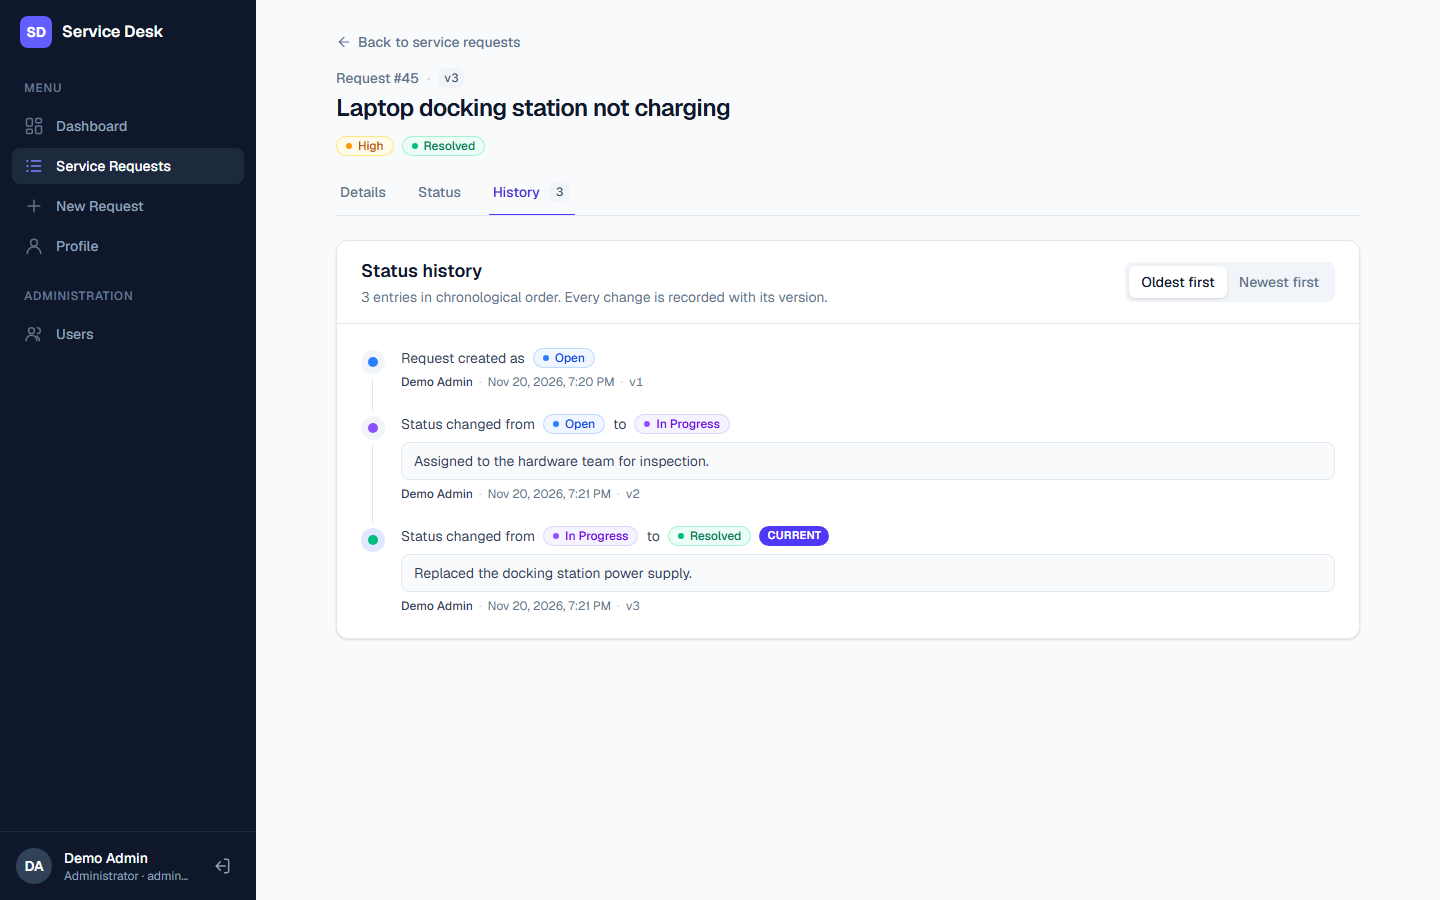 SD Service Desk
MENU
Dashboard
Service Requests
New Request
Profile
ADMINISTRATION
Users
DA
Demo Admin
Administrator · admin...
Back to service requests
Request #45 · v3
Laptop docking station not charging
High Resolved
Details Status History 3
Status history
3 entries in chronological order. Every change is recorded with its version.
Oldest first Newest first
Request created as Open
Demo Admin · Nov 20, 2026, 7:20 PM · v1
Status changed from Open to In Progress
Assigned to the hardware team for inspection.
Demo Admin · Nov 20, 2026, 7:21 PM · v2
Status changed from In Progress to Resolved CURRENT
Replaced the docking station power supply.
Demo Admin · Nov 20, 2026, 7:21 PM · v3